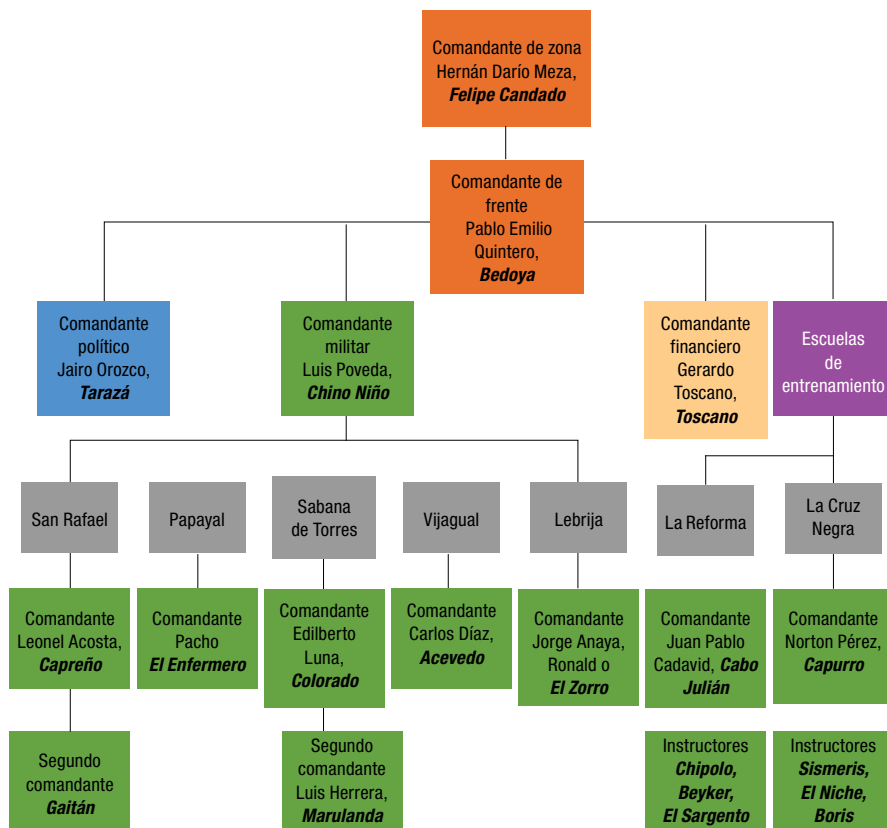 Comandante de zona
Hernán Darío Meza,
Felipe Candado
Comandante de
frente
Pablo Emilio
Quintero,
Bedoya
Comandante
político
Jairo Orozco,
Tarazá
Comandante
militar
Luis Poveda,
Chino Niño
Comandante
financiero
Gerardo
Toscano,
Toscano
Escuelas
de
entrenamiento
San Rafael
Papayal
Sabana
de Torres
Vijagual
Lebrija
La Reforma
La Cruz
Negra
Comandante
Leonel Acosta,
Capreño
Comandante
Pacho
El Enfermero
Comandante
Edilberto
Luna,
Colorado
Comandante
Carlos Díaz,
Acevedo
Comandante
Jorge Anaya,
Ronald o
El Zorro
Comandante
Juan Pablo
Cadavid, Cabo
Julián
Comandante
Norton Pérez,
Capurro
Segundo
comandante
Gaitán
Segundo
comandante
Luis Herrera,
Marulanda
Instructores
Chipolo,
Beyker,
El Sargento
Instructores
Sismeris,
El Niche,
Boris